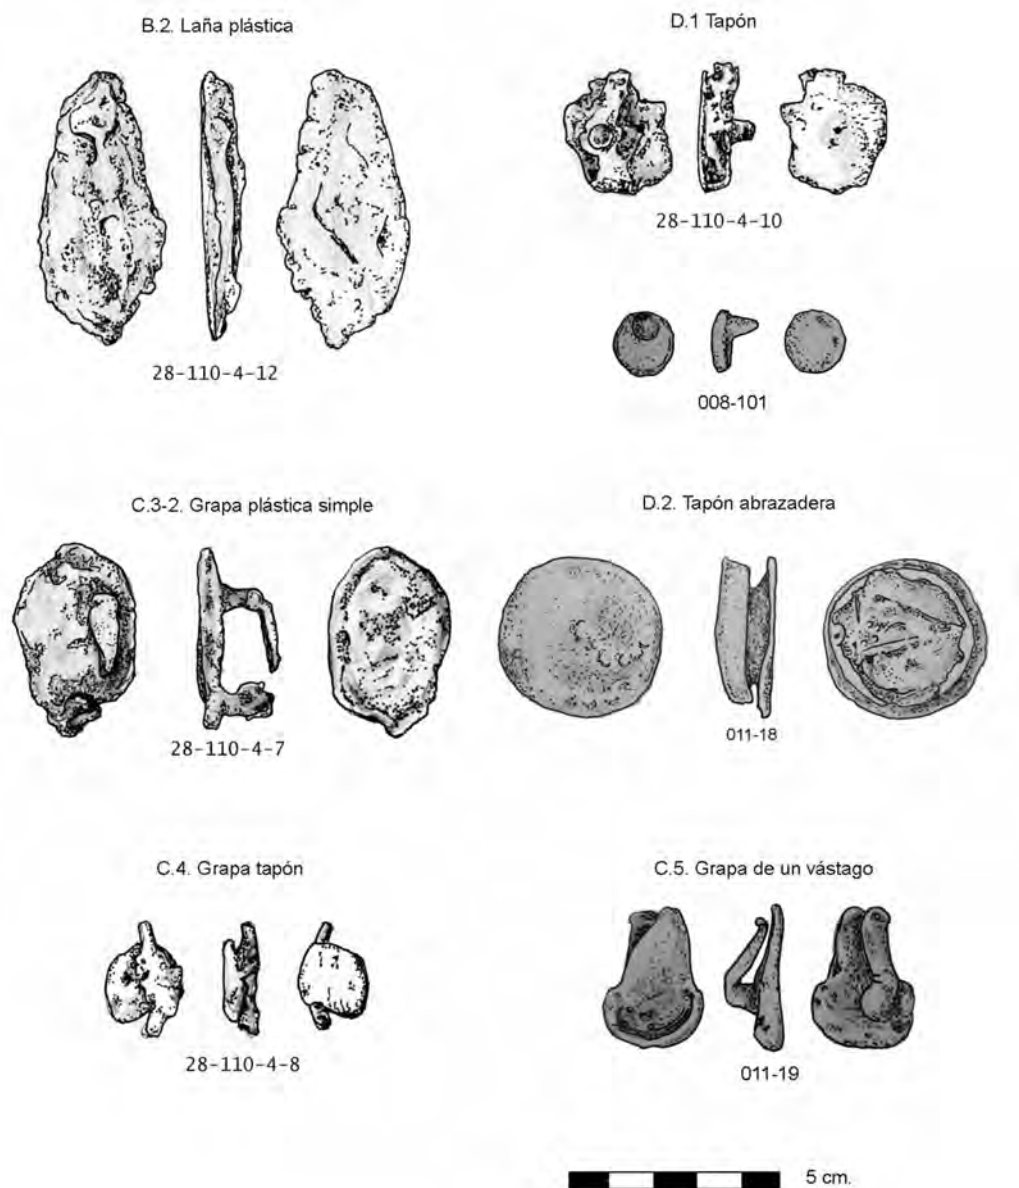 B.2. Laña plástica
28-110-4-12
D.1 Tapón
28-110-4-10
008-101
C.3-2. Grapa plástica simple
28-110-4-7
D.2. Tapón abrazadera
011-18
C.4. Grapa tapón
28-110-4-8
C.5. Grapa de un vástago
011-19
5 cm.